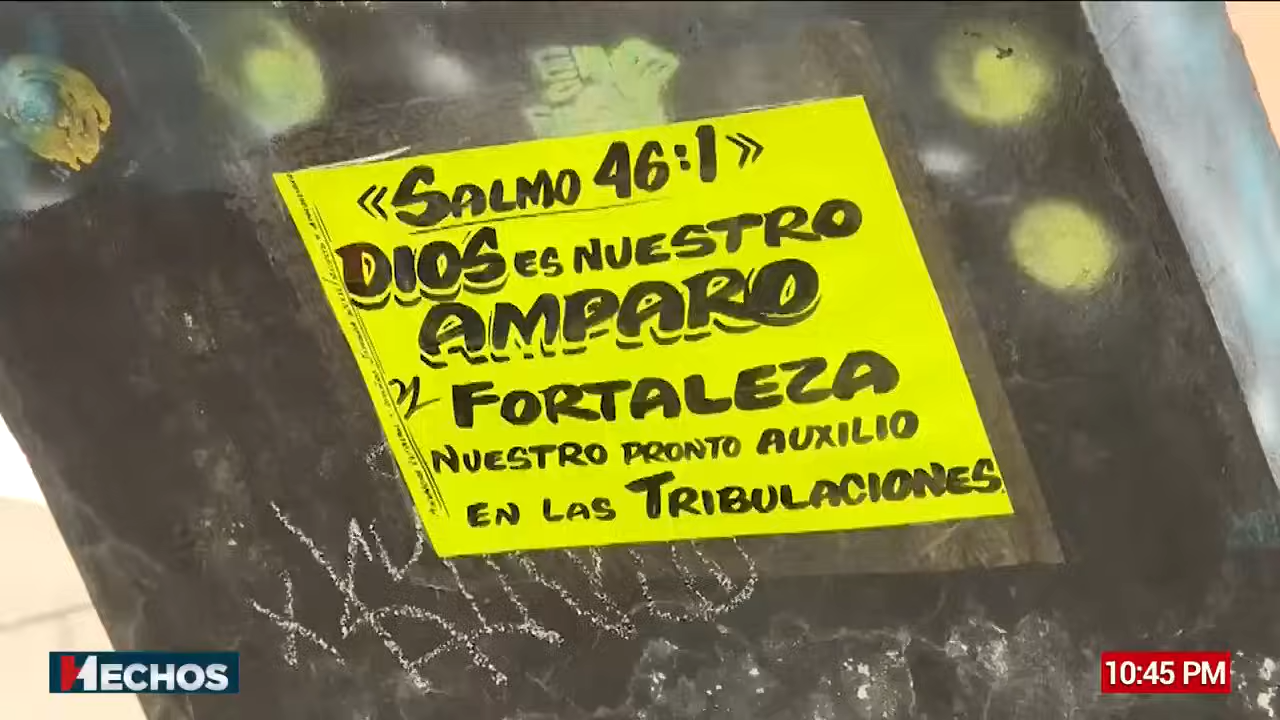 «SALMO 46:1»
DIOS ES NUESTRO
AMPARO
Y FORTALEZA
NUESTRO PRONTO AUXILIO
EN LAS TRIBULACIONES
HECHOS
10:45 PM